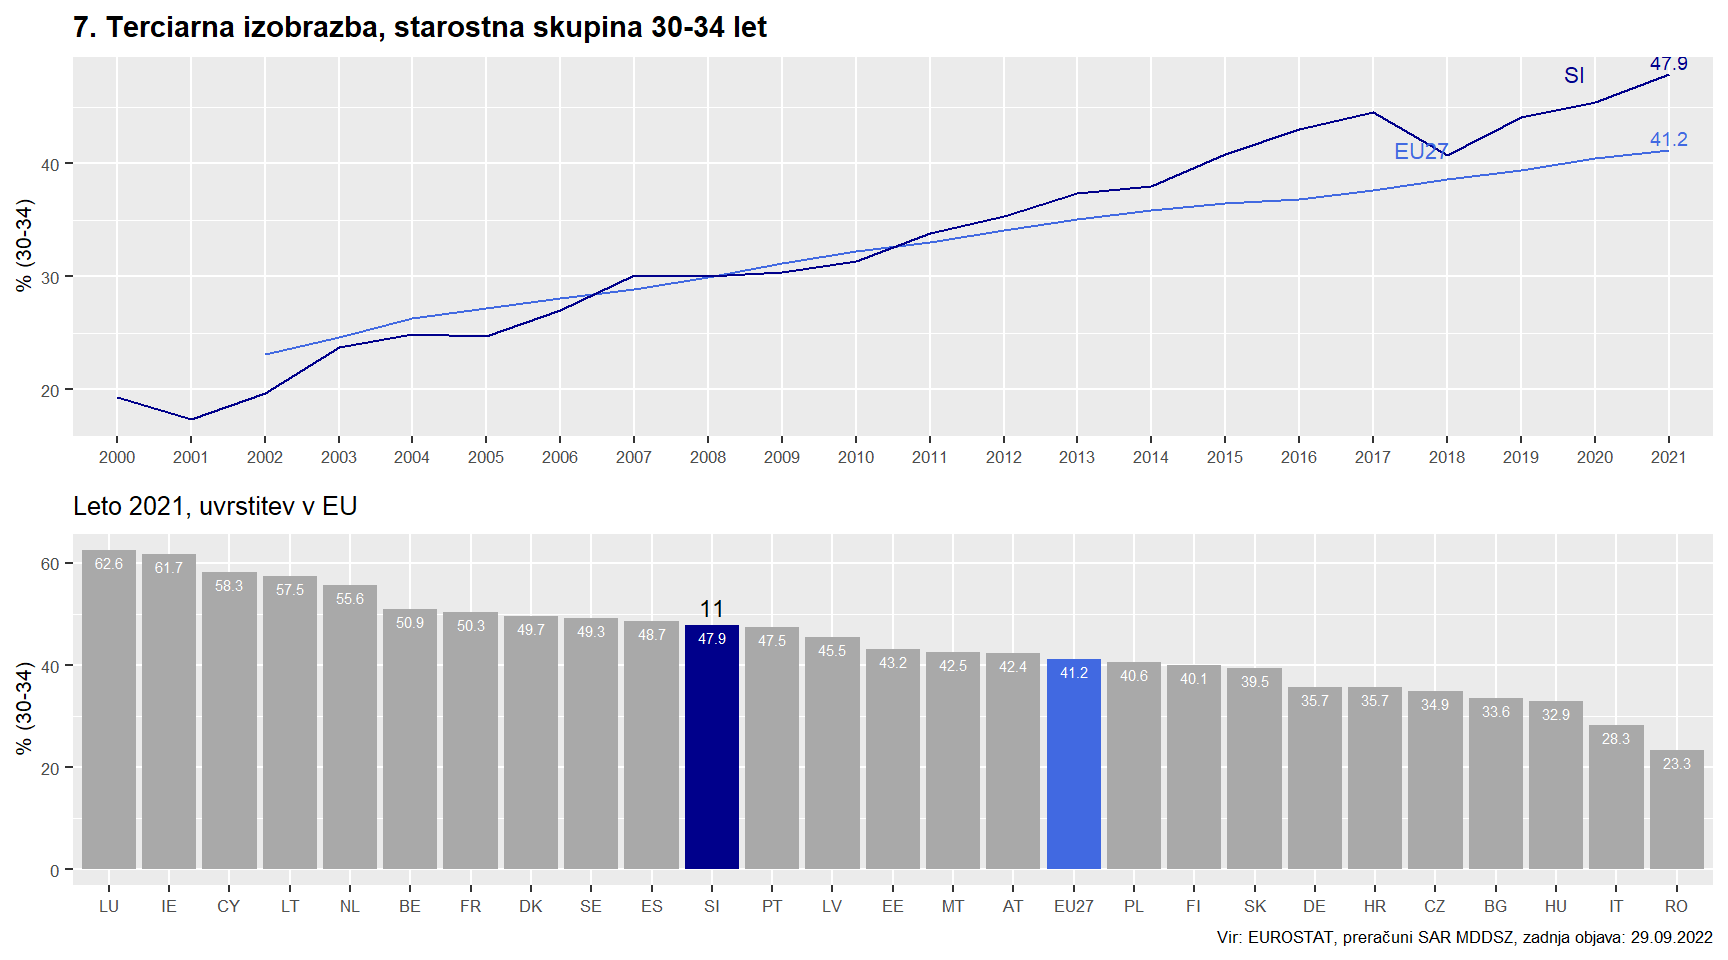 7. Terciarna izobrazba, starostna skupina 30-34 let
% (30-34)
40
30
20
SI
47.9
EU27
41.2
2000 2001 2002 2003 2004 2005 2006 2007 2008 2009 2010 2011 2012 2013 2014 2015 2016 2017 2018 2019 2020 2021
Leto 2021, uvrstitev v EU
% (30-34)
60
40
20
0
11
62.6 61.7 58.3 57.5 55.6 50.9 50.3 49.7 49.3 48.7 47.9 47.5 45.5 43.2 42.5 42.4 41.2 40.6 40.1 39.5 35.7 35.7 34.9 33.6 32.9 28.3 23.3
LU IE CY LT NL BE FR DK SE ES SI PT LV EE MT AT EU27 PL FI SK DE HR CZ BG HU IT RO
Vir: EUROSTAT, preračuni SAR MDDSZ, zadnja objava: 29.09.2022